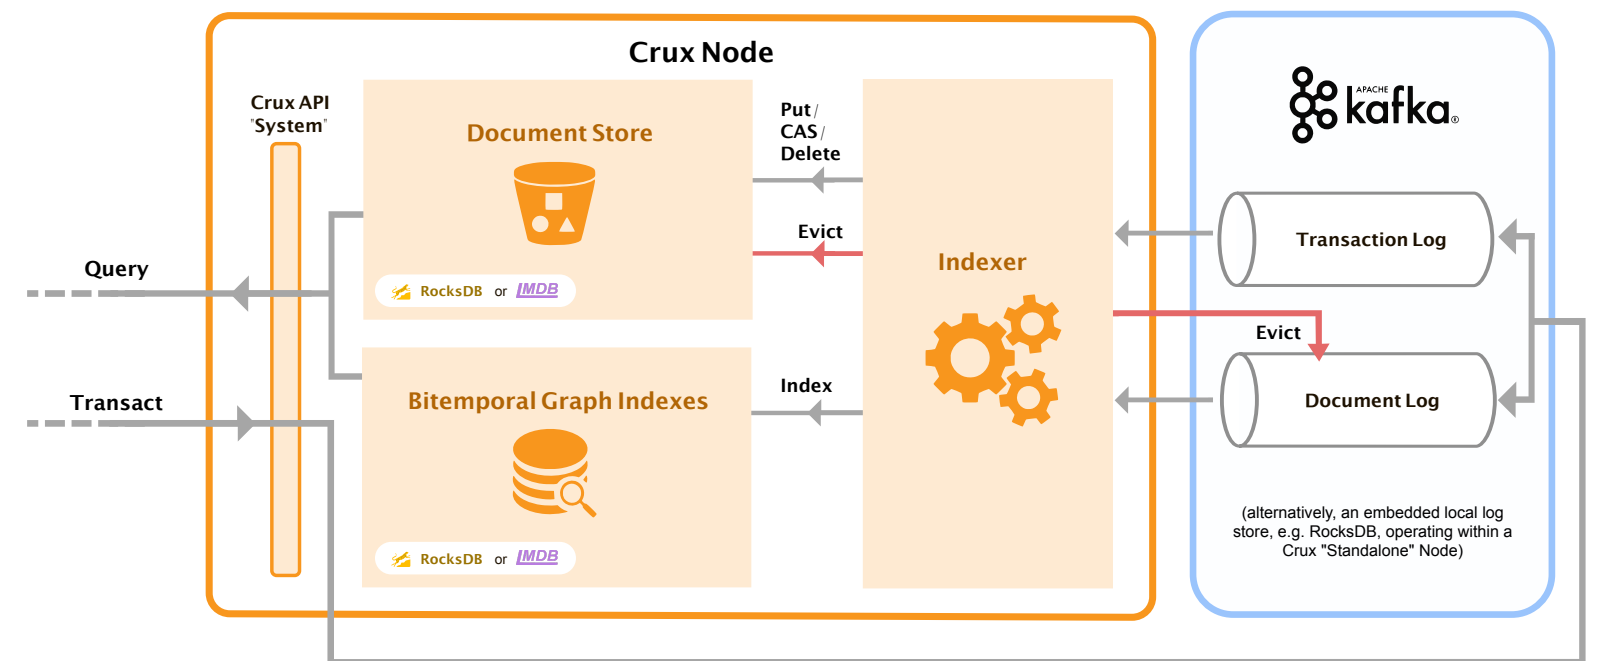 Crux Node
Crux API
"System"
Document Store
RocksDB or LMDB
Put/
CAS/
Delete
Evict
Indexer
Index
Bitemporal Graph Indexes
RocksDB or LMDB
Query
Transact
APACHE
kafka®
Transaction Log
Evict
Document Log
(alternatively, an embedded local log
store, e.g. RocksDB, operating within a
Crux "Standalone" Node)